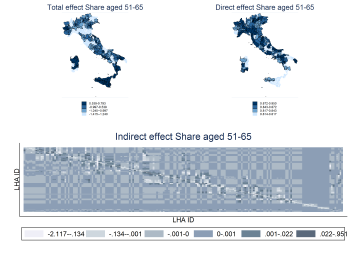 Total effect Share aged 51-65
Direct effect Share aged 51-65
Indirect effect Share aged 51-65
LHA ID
LHA ID
-2.117--.134
-.134-.001
-.001-0
0-.001
.001-.022
.022-.951